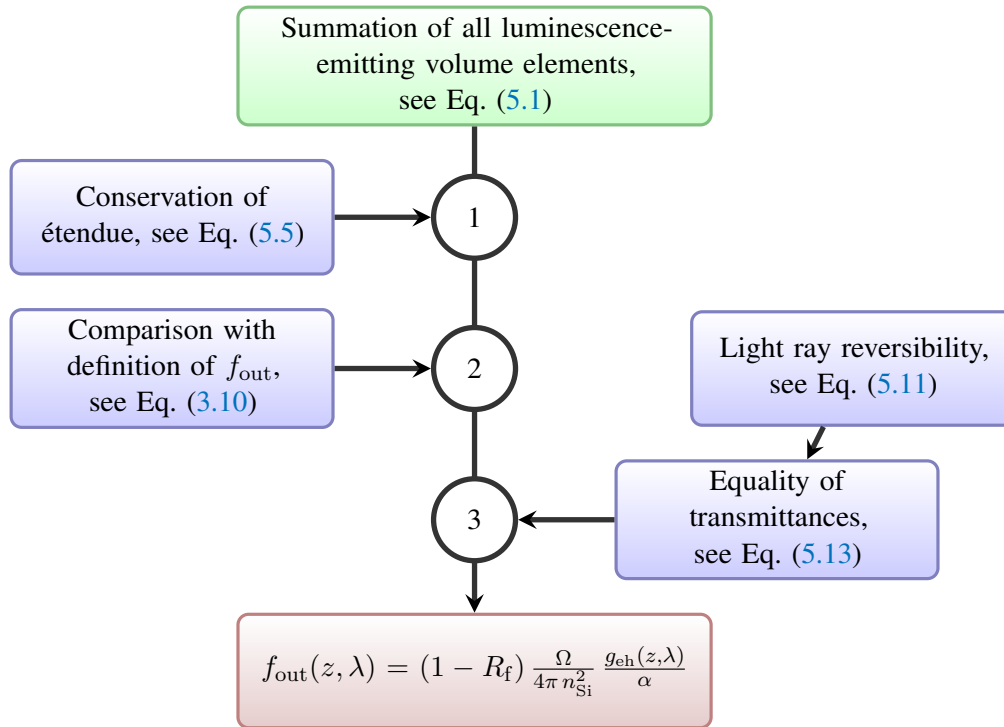 Summation of all luminescence-
emitting volume elements,
see Eq. (5.1)
Conservation of
étendue, see Eq. (5.5)
1
Comparison with
definition of f_out,
see Eq. (3.10)
2
Light ray reversibility,
see Eq. (5.11)
Equality of
transmittances,
see Eq. (5.13)
3
f_out(z, λ) = (1 − R_f) Ω/(4π n_Si^2) g_eh(z,λ)/α